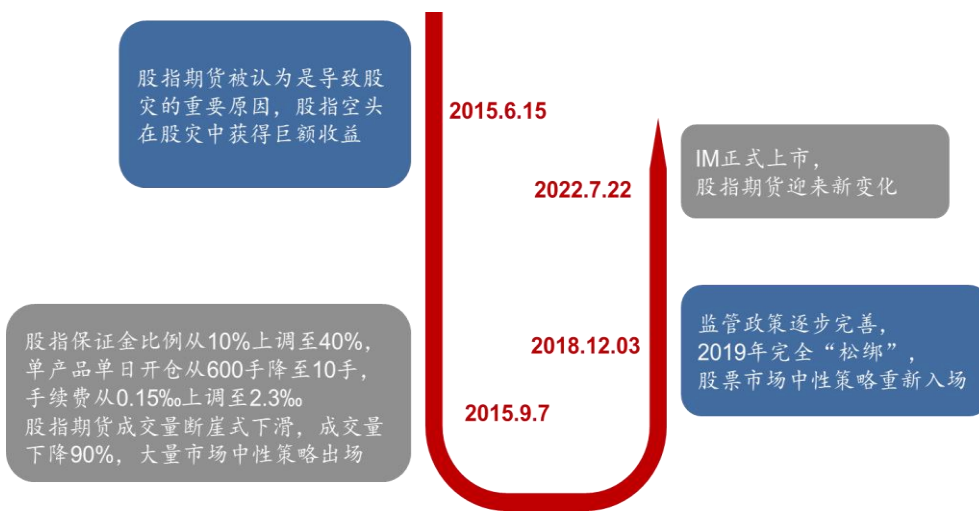 股指期货被认为是导致股
灾的重要原因，股指空头
在股灾中获得巨额收益
2015.6.15
IM正式上市，
股指期货迎来新变化
2022.7.22
股指保证金比例从10%上调至40%，
单产品单日开仓从600手降至10手，
手续费从0.15‰上调至2.3‰
股指期货成交量断崖式下滑，成交量
下降90%，大量市场中性策略出场
2015.9.7
2018.12.03
监管政策逐步完善，
2019年完全“松绑”，
股票市场中性策略重新入场